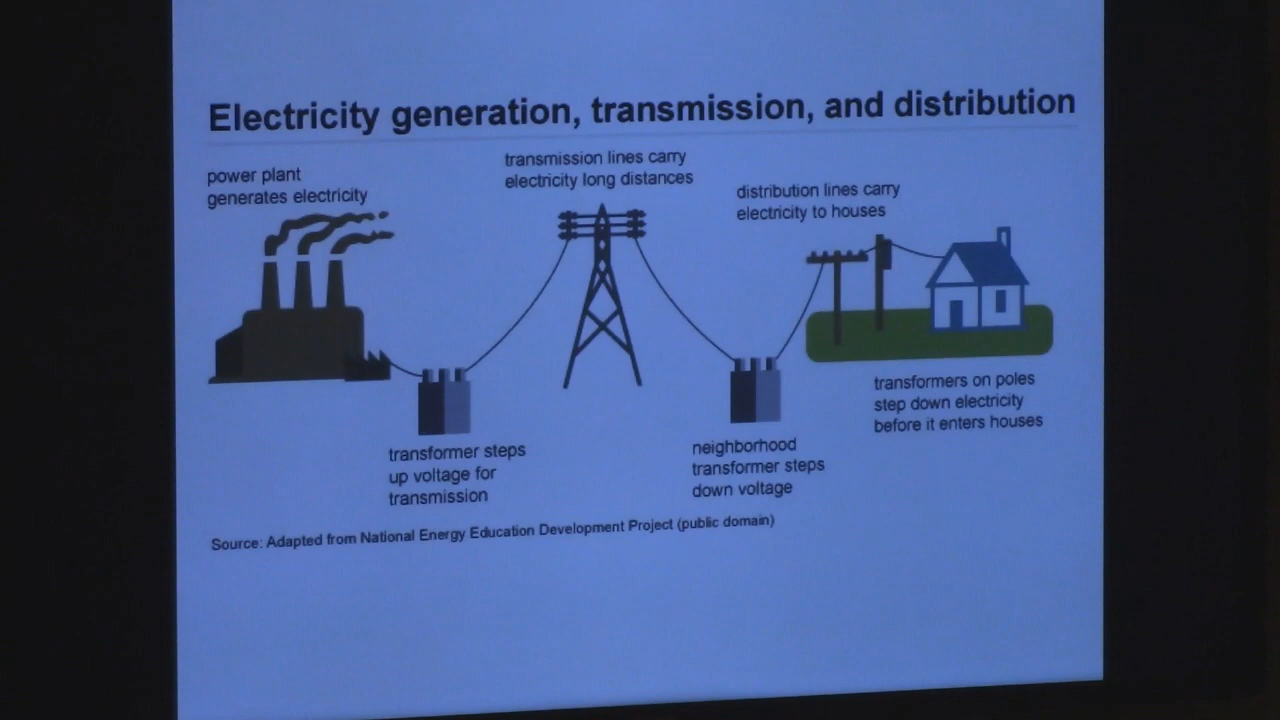 Electricity generation, transmission, and distribution
power plant
generates electricity
transmission lines carry
electricity long distances
distribution lines carry
electricity to houses
transformer steps
up voltage for
transmission
neighborhood
transformer steps
down voltage
transformers on poles
step down electricity
before it enters houses
Source: Adapted from National Energy Education Development Project (public domain)